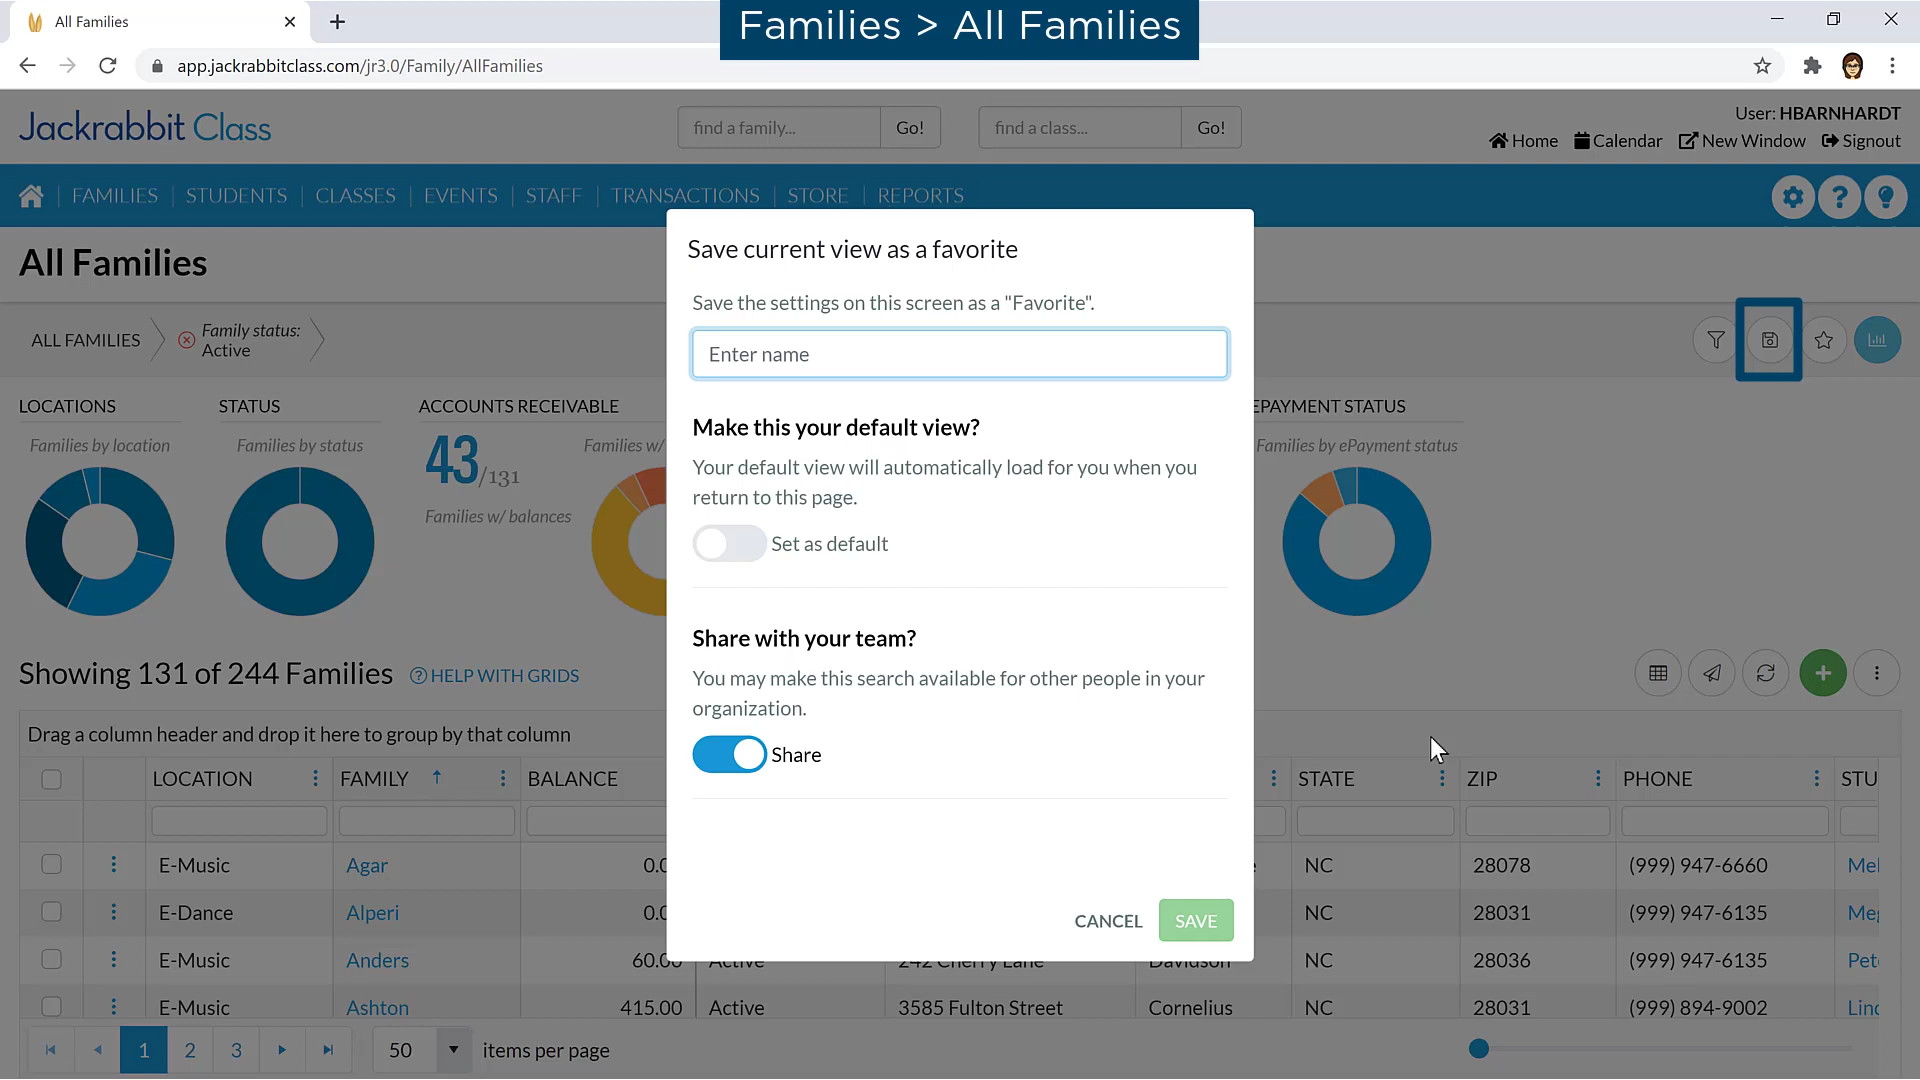 All Families
Families > All Families
app.jackrabbitclass.com/jr3.0/Family/AllFamilies
Jackrabbit Class
find a family...
Go!
find a class...
Go!
User: HBARNHARDT
Home
Calendar
New Window
Signout
FAMILIES
STUDENTS
CLASSES
EVENTS
STAFF
TRANSACTIONS
STORE
REPORTS
All Families
ALL FAMILIES
Family status:
Active
LOCATIONS
Families by location
STATUS
Families by status
ACCOUNTS RECEIVABLE
43/131
Families w/ balances
Families w/
EPAYMENT STATUS
Families by ePayment status
Save current view as a favorite
Save the settings on this screen as a "Favorite".
Enter name
Make this your default view?
Your default view will automatically load for you when you
return to this page.
Set as default
Share with your team?
You may make this search available for other people in your
organization.
Share
CANCEL
SAVE
Showing 131 of 244 Families
HELP WITH GRIDS
Drag a column header and drop it here to group by that column
LOCATION FAMILY BALANCE STATE ZIP PHONE STU
E-Music Agar 0.0 NC 28078 (999) 947-6660 Mel
E-Dance Alperi 0.0 NC 28031 (999) 947-6135 Meg
E-Music Anders 60.00 Active 242 Cherry Lane Davidson NC 28036 (999) 947-6135 Pet
E-Music Ashton 415.00 Active 3585 Fulton Street Cornelius NC 28031 (999) 894-9002 Lind
1 2 3
50 items per page